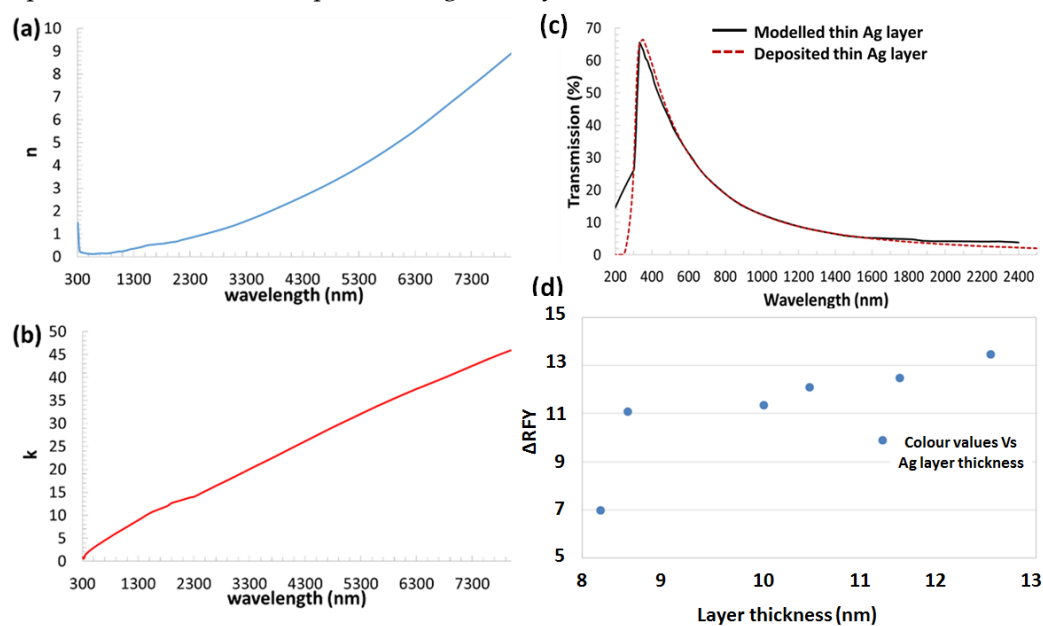 (a)
10
9
8
7
6
5
4
3
2
1
0
n
300 1300 2300 3300 4300 5300 6300 7300
wavelength (nm)
(b)
50
45
40
35
30
25
20
15
10
5
0
k
300 1300 2300 3300 4300 5300 6300 7300
wavelength (nm)
(c)
Modelled thin Ag layer
Deposited thin Ag layer
70
60
50
40
30
20
10
0
Transmission (%)
200 400 600 800 1000 1200 1400 1600 1800 2000 2200 2400
Wavelength (nm)
(d)
15
13
11
9
7
5
ΔRFY
Colour values Vs
Ag layer thickness
8 9 10 11 12 13
Layer thickness (nm)